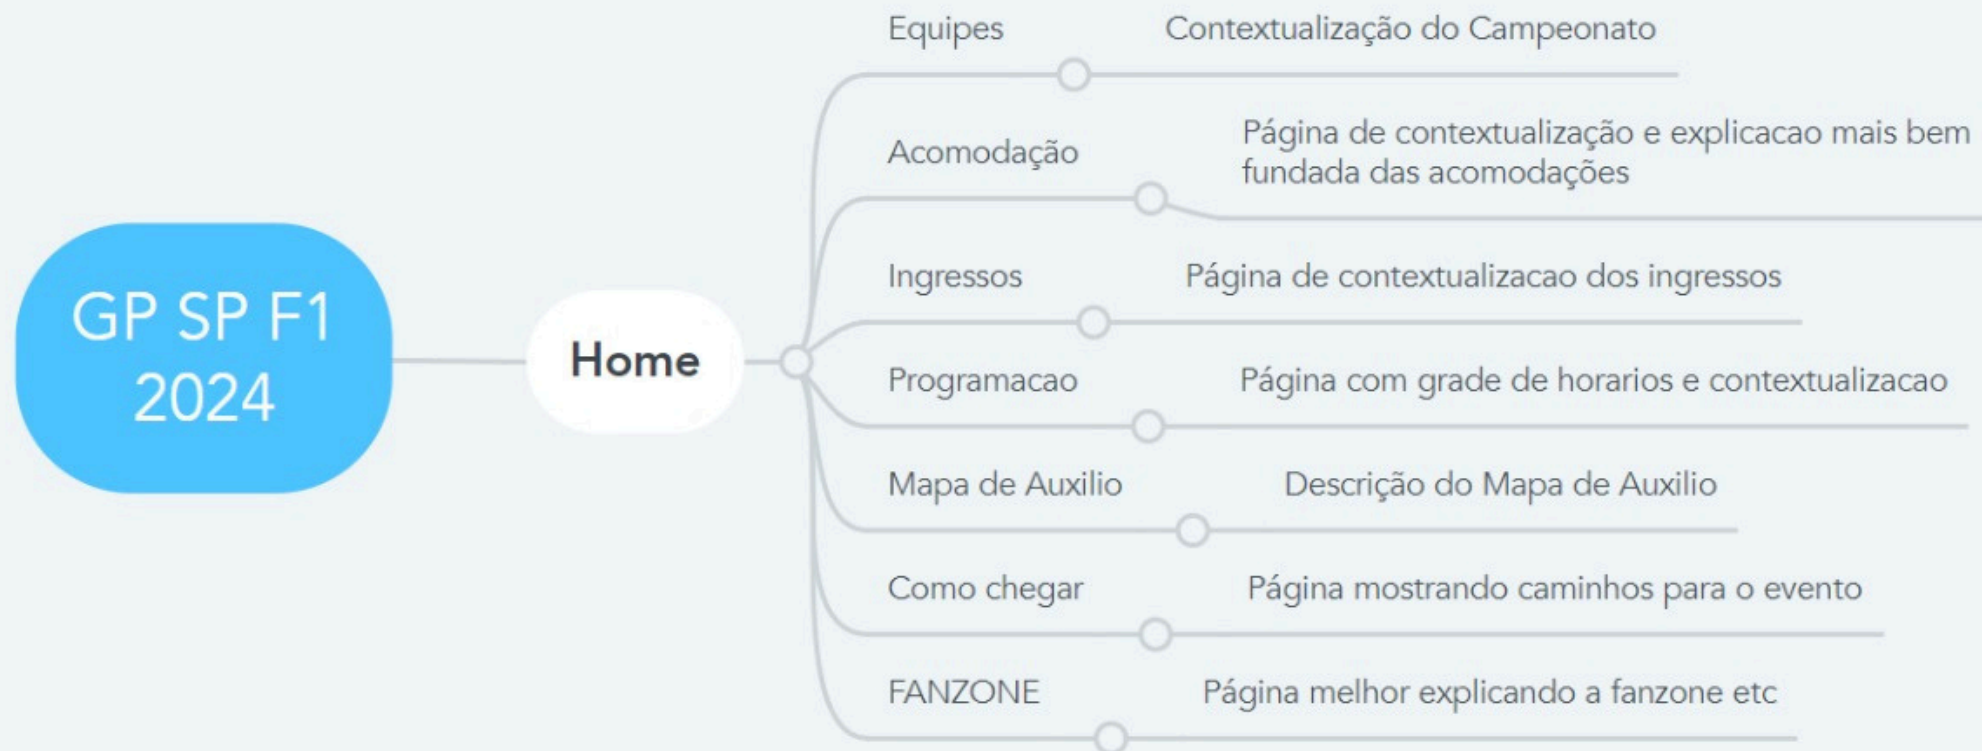 GP SP F1
2024
Home
Equipes
Contextualização do Campeonato
Acomodação
Página de contextualização e explicacao mais bem
fundada das acomodações
Ingressos
Página de contextualizacao dos ingressos
Programacao
Página com grade de horarios e contextualizacao
Mapa de Auxilio
Descrição do Mapa de Auxilio
Como chegar
Página mostrando caminhos para o evento
FANZONE
Página melhor explicando a fanzone etc